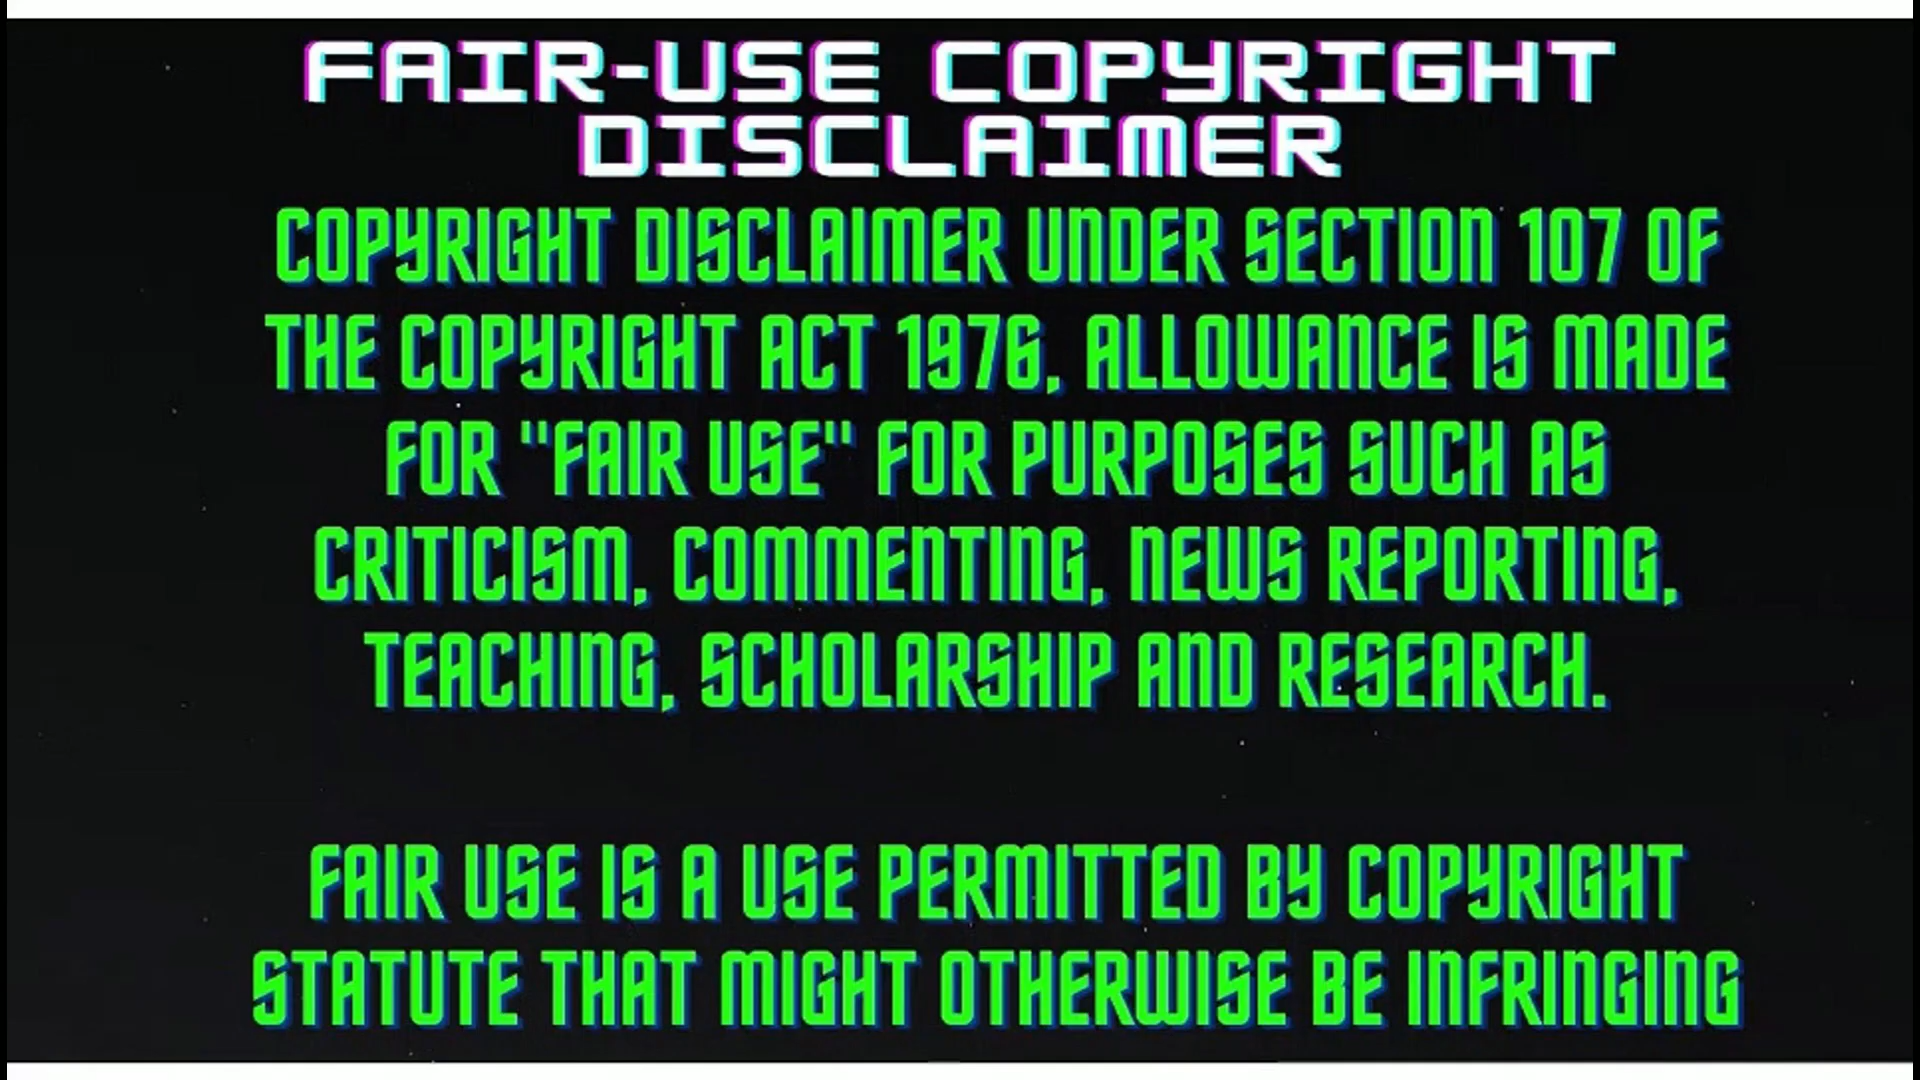 FAIR-USE COPYRIGHT
DISCLAIMER
COPYRIGHT DISCLAIMER UNDER SECTION 107 OF
THE COPYRIGHT ACT 1976, ALLOWANCE IS MADE
FOR "FAIR USE" FOR PURPOSES SUCH AS
CRITICISM, COMMENTING, NEWS REPORTING,
TEACHING, SCHOLARSHIP AND RESEARCH.
FAIR USE IS A USE PERMITTED BY COPYRIGHT
STATUTE THAT MIGHT OTHERWISE BE INFRINGING